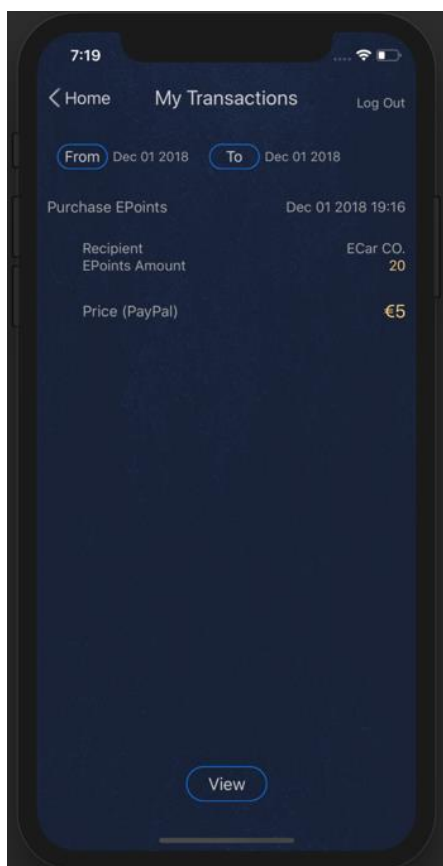 7:19
Home My Transactions Log Out
From Dec 01 2018 To Dec 01 2018
Purchase EPoints Dec 01 2018 19:16
Recipient ECar CO.
EPoints Amount 20
Price (PayPal) €5
View